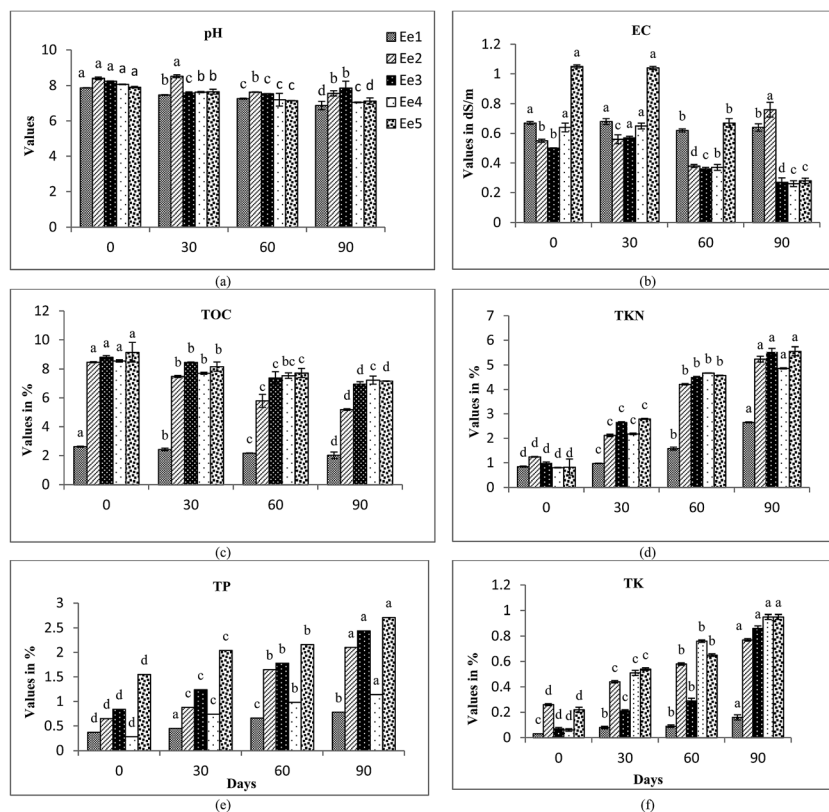 pH
Values
10
8
6
4
2
0
a a a a a
b a c b b
c b c c c
d b b c d
0 30 60 90
Ee1
Ee2
Ee3
Ee4
Ee5
(a)
EC
Values in dS/m
1.2
1
0.8
0.6
0.4
0.2
0
a b b a a
a c b b a
b d c b b
b a d d d
0 30 60 90
(b)
TOC
Values in %
12
10
8
6
4
2
0
a a a a a
b b b b b
c c c bc c
d d d c d
0 30 60 90
(c)
TKN
Values in %
7
6
5
4
3
2
1
0
d d d d d
c c c c c
b b b b b
a a a a a
0 30 60 90
(d)
TP
Values in %
3
2.5
2
1.5
1
0.5
0
d d d d d
a c c c c
c b b b b
b a a a a
0 30 60 90
Days
(e)
TK
Values in %
1.2
1
0.8
0.6
0.4
0.2
0
c d d d d
b c c c c
b b b b b
a a a a a
0 30 60 90
Days
(f)